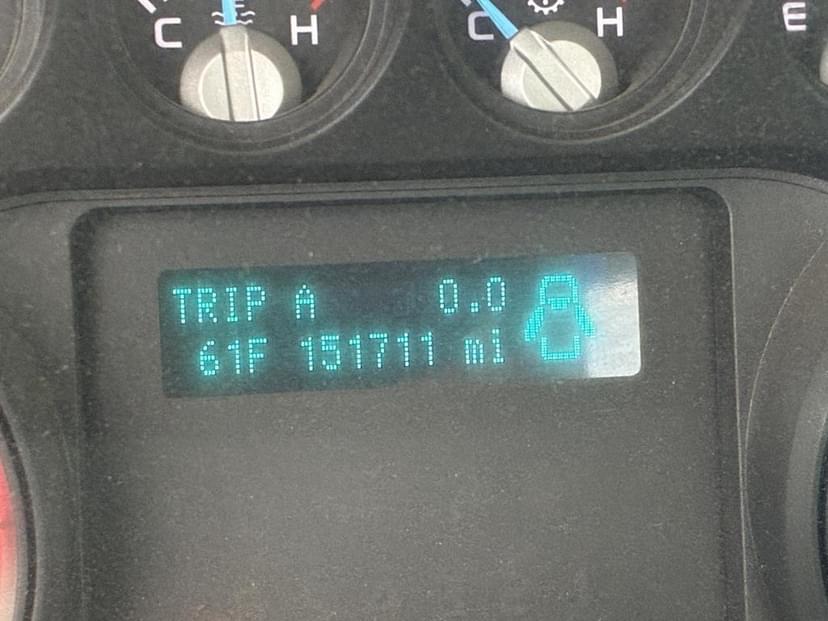 C H C H E
TRIP A 0.0
61F 151711 mi